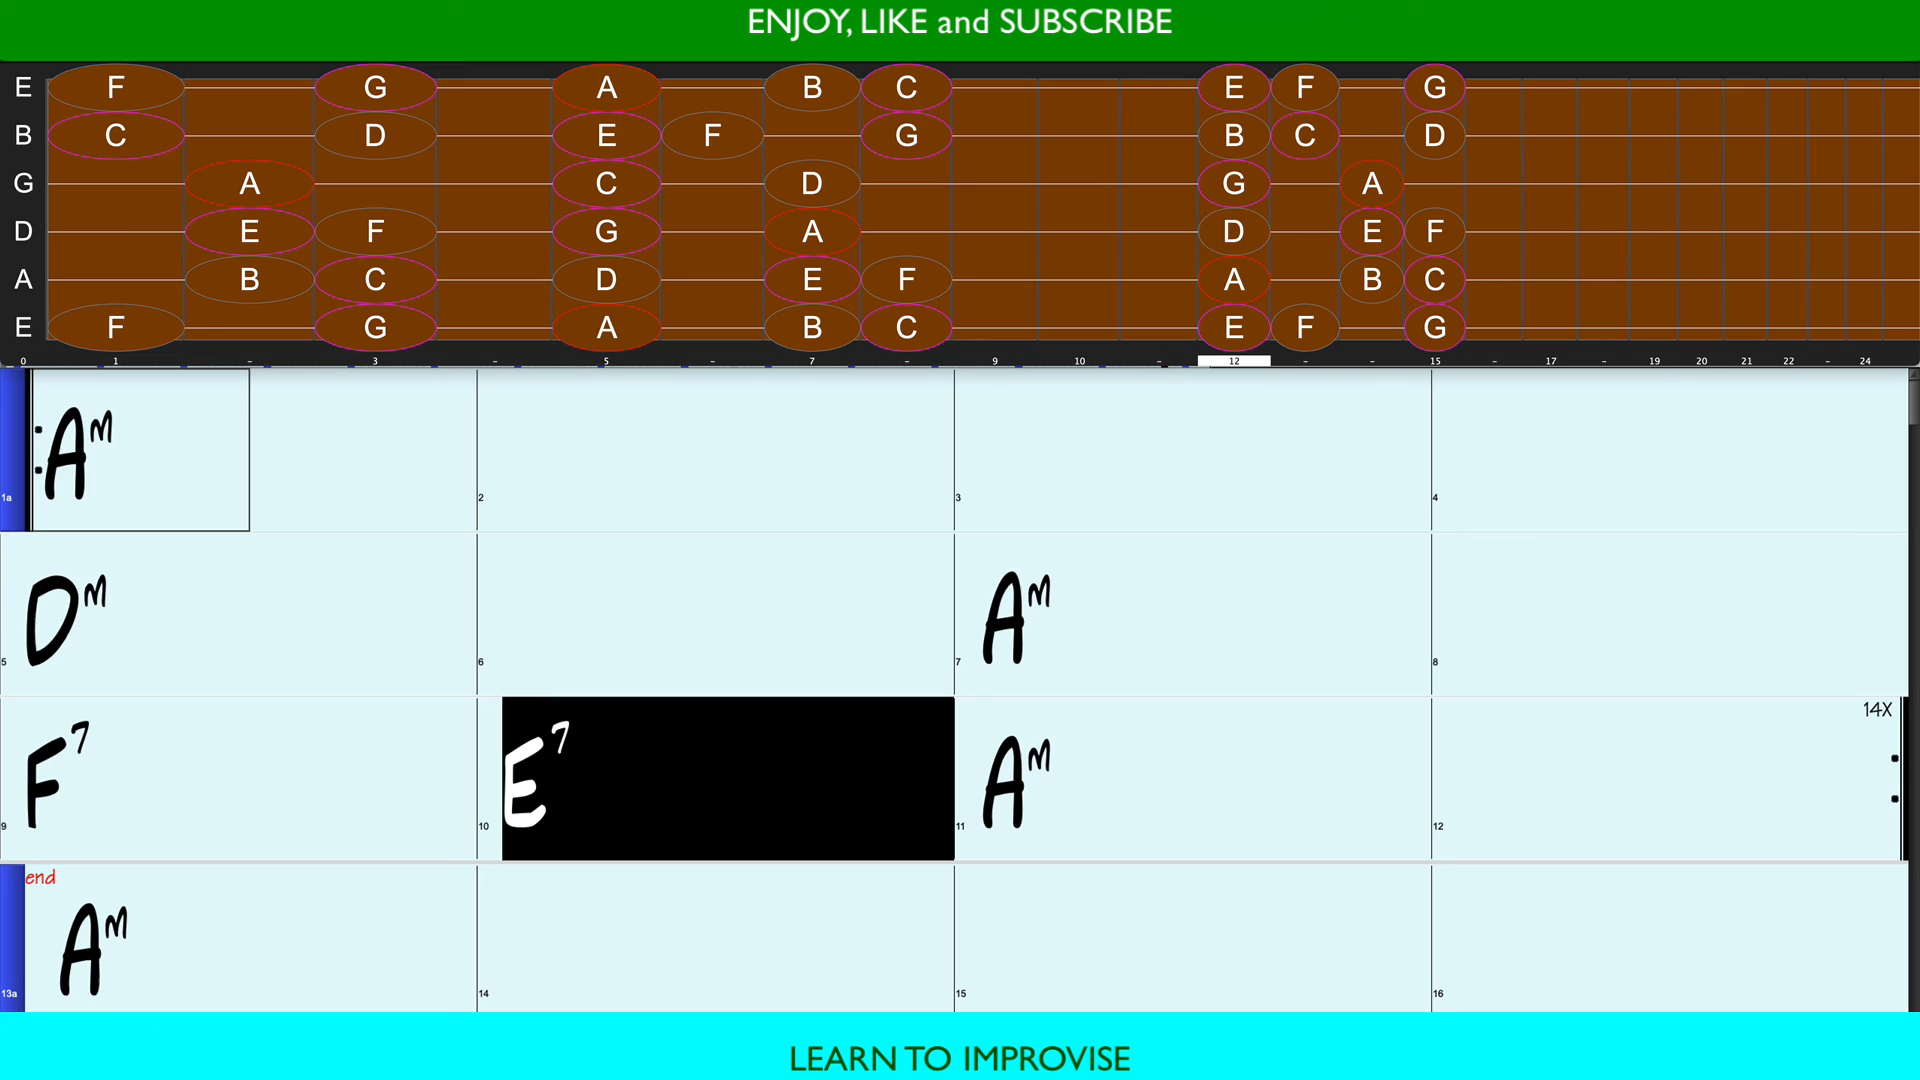 ENJOY, LIKE and SUBSCRIBE
E F G A B C E F G
B C D E F G B C D
G A C D G A
D E F G A D E F
A B C D E F A B C
E F G A B C E F G
0 1 - 3 - 5 - 7 - 9 10 - 12 - - 15 - 17 - 19 20 21 22 - 24
AM
1a 2 3 4
DM AM
5 6 7 8
14X
F7 E7 AM
9 10 11 12
end
AM
13a 14 15 16
LEARN TO IMPROVISE